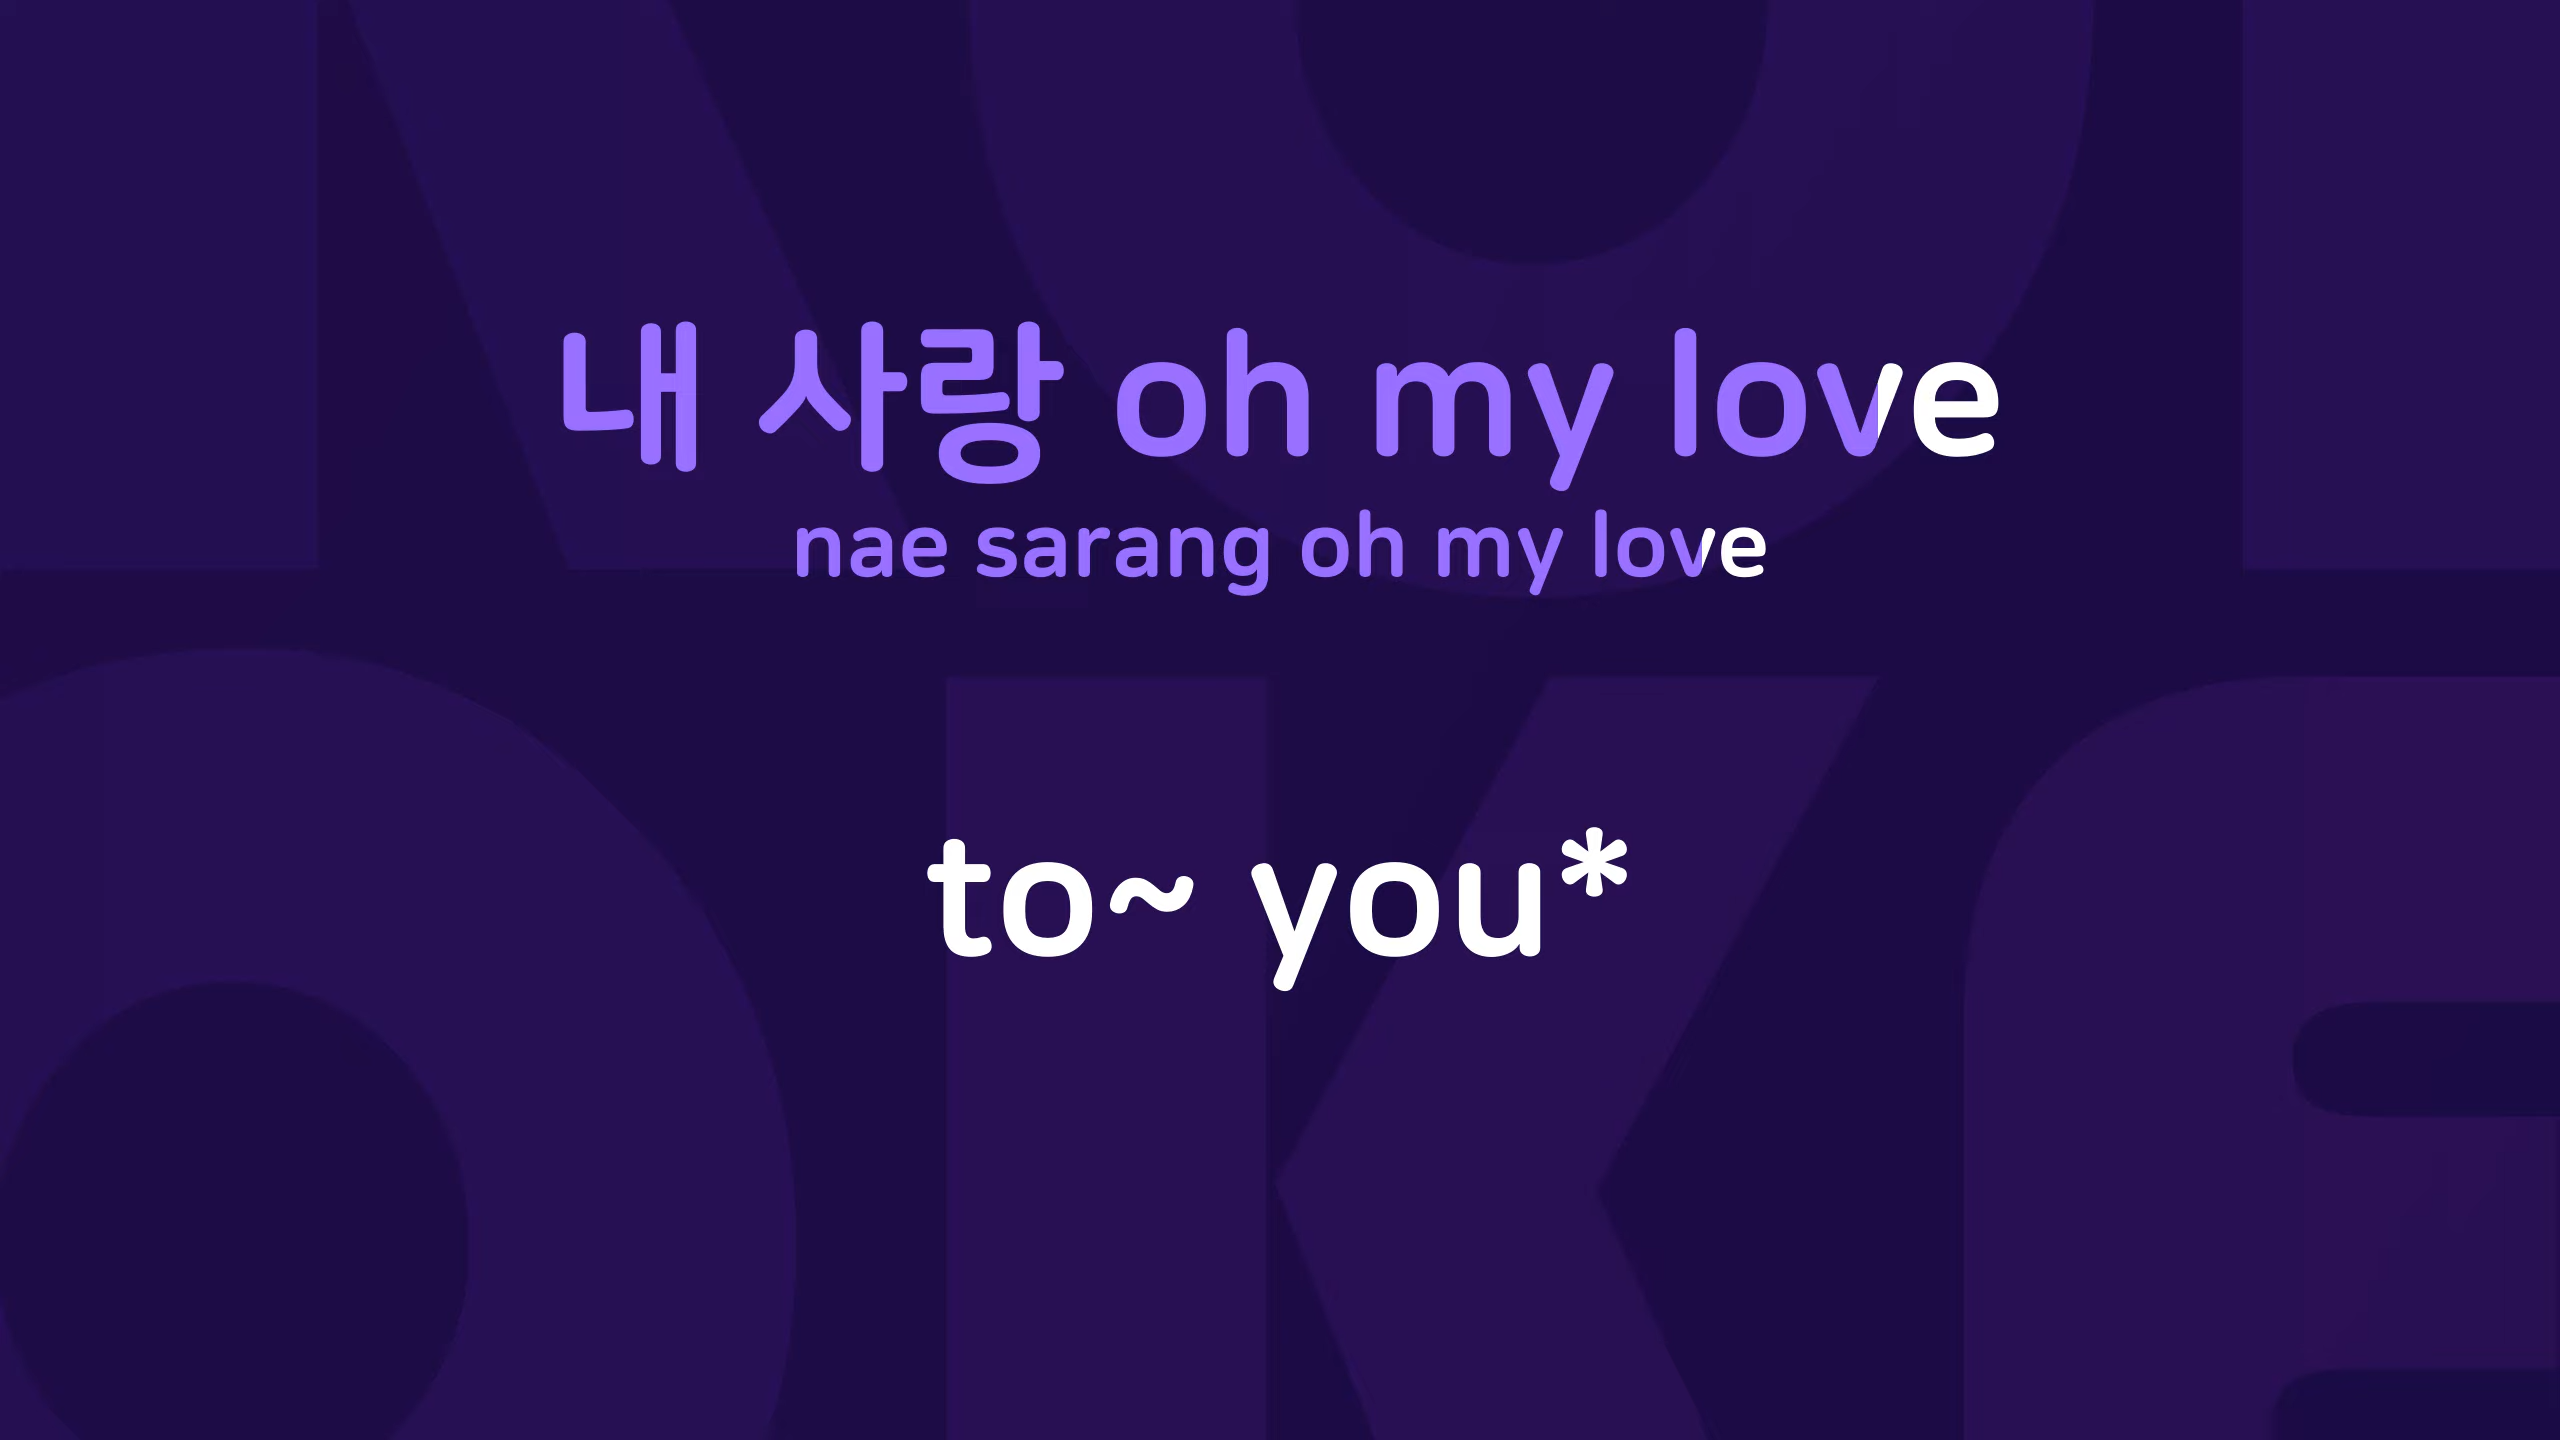 내 사랑 oh my love
nae sarang oh my love
to~ you*